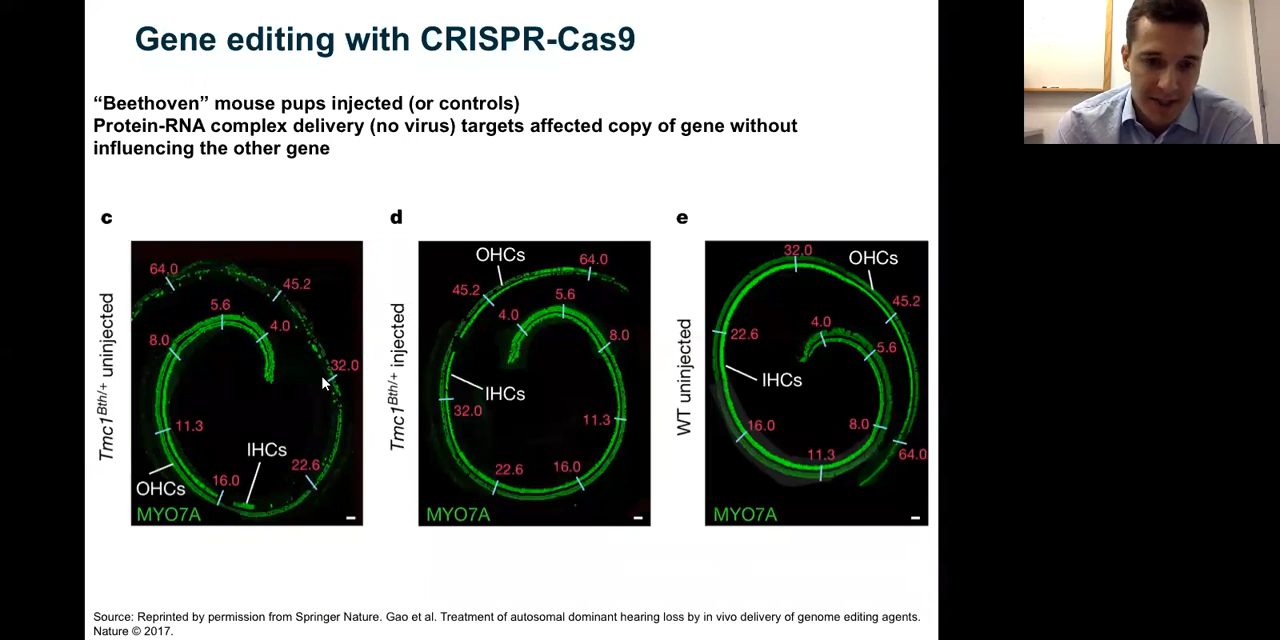 Gene editing with CRISPR-Cas9
“Beethoven” mouse pups injected (or controls)
Protein-RNA complex delivery (no virus) targets affected copy of gene without
influencing the other gene
c
Tmc1Bth/+ uninjected
64.0
45.2
5.6
4.0
8.0
32.0
11.3
IHCs
22.6
OHCs
16.0
MYO7A
d
Tmc1Bth/+ injected
OHCs
64.0
45.2
5.6
4.0
8.0
IHCs
32.0
11.3
22.6
16.0
MYO7A
e
WT uninjected
32.0
OHCs
45.2
4.0
22.6
5.6
IHCs
16.0
8.0
11.3
64.0
MYO7A
Source: Reprinted by permission from Springer Nature. Gao et al. Treatment of autosomal dominant hearing loss by in vivo delivery of genome editing agents.
Nature © 2017.